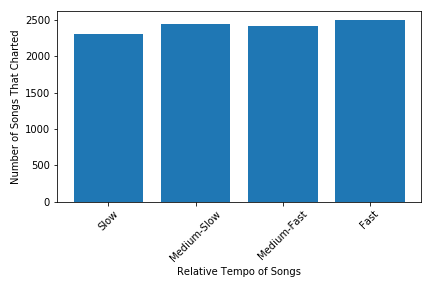 2500
2000
1500
1000
500
0
Number of Songs That Charted
Slow
Medium-Slow
Medium-Fast
Fast
Relative Tempo of Songs